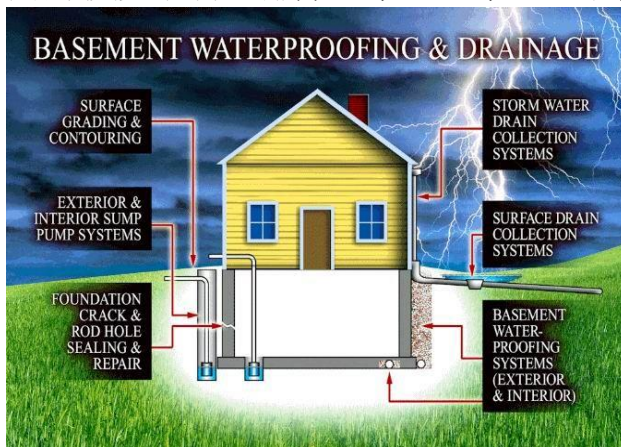 BASEMENT WATERPROOFING & DRAINAGE
SURFACE
GRADING &
CONTOURING
EXTERIOR &
INTERIOR SUMP
PUMP SYSTEMS
FOUNDATION
CRACK &
ROD HOLE
SEALING &
REPAIR
STORM WATER
DRAIN
COLLECTION
SYSTEMS
SURFACE DRAIN
COLLECTION
SYSTEMS
BASEMENT
WATER-
PROOFING
SYSTEMS
(EXTERIOR
& INTERIOR)